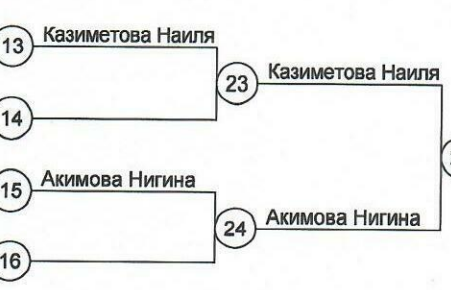 13 Казиметова Наиля
23 Казиметова Наиля
14
15 Акимова Нигина
24 Акимова Нигина
16